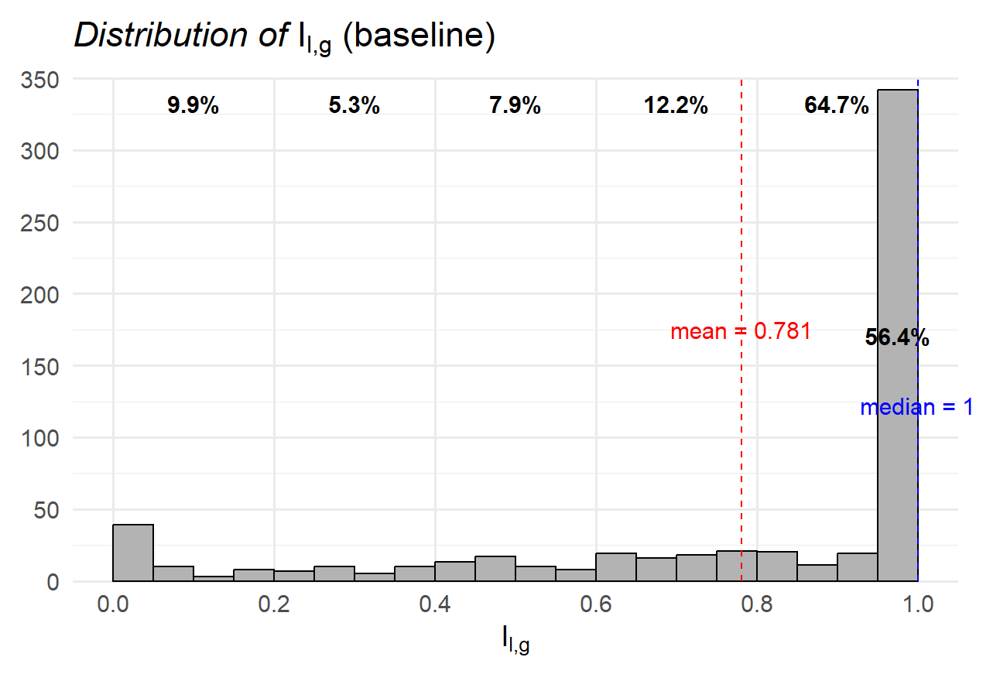 Distribution of Il,g (baseline)
350
9.9% 5.3% 7.9% 12.2% 64.7%
300
250
200
mean = 0.781
56.4%
150
median = 1
100
50
0
0.0 0.2 0.4 0.6 0.8 1.0
Il,g